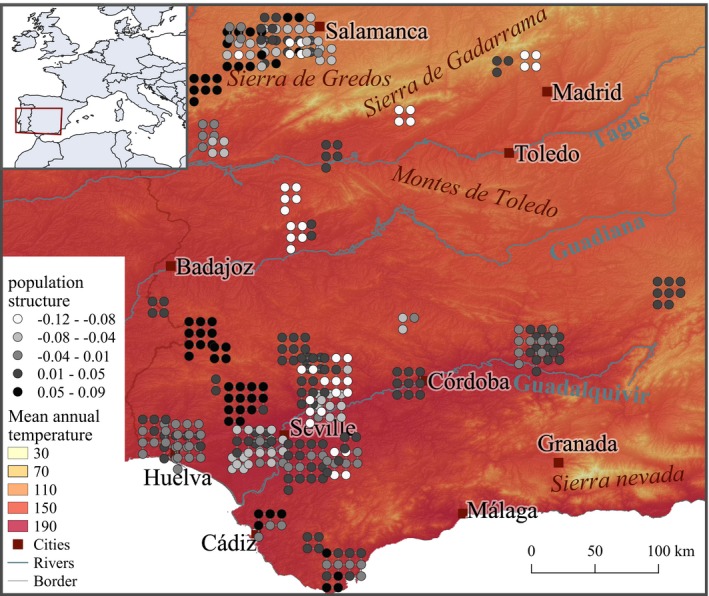 Salamanca
Sierra de Gredos
Sierra de Gadarrama
Madrid
Tagus
Toledo
Montes de Toledo
Guadiana
Badajoz
population
structure
-0.12 - -0.08
-0.08 - -0.04
-0.04 - 0.01
0.01 - 0.05
0.05 - 0.09
Mean annual
temperature
30
70
110
150
190
Cities
Rivers
Border
Córdoba
Guadalquivir
Seville
Huelva
Granada
Sierra nevada
Málaga
Cádiz
0 50 100 km